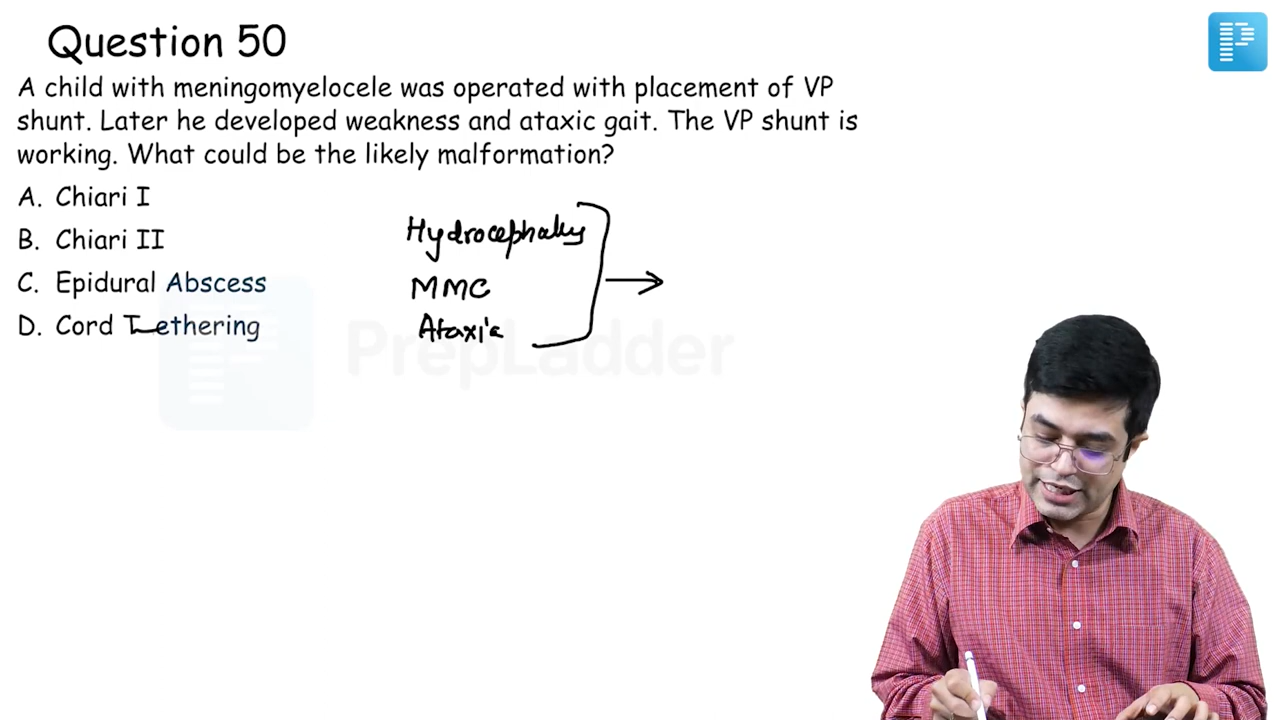 Question 50
A child with meningomyelocele was operated with placement of VP
shunt. Later he developed weakness and ataxic gait. The VP shunt is
working. What could be the likely malformation?
A. Chiari I
B. Chiari II
C. Epidural Abscess
D. Cord Tethering
Hydrocephalus
MMC
Ataxia
PrepLadder